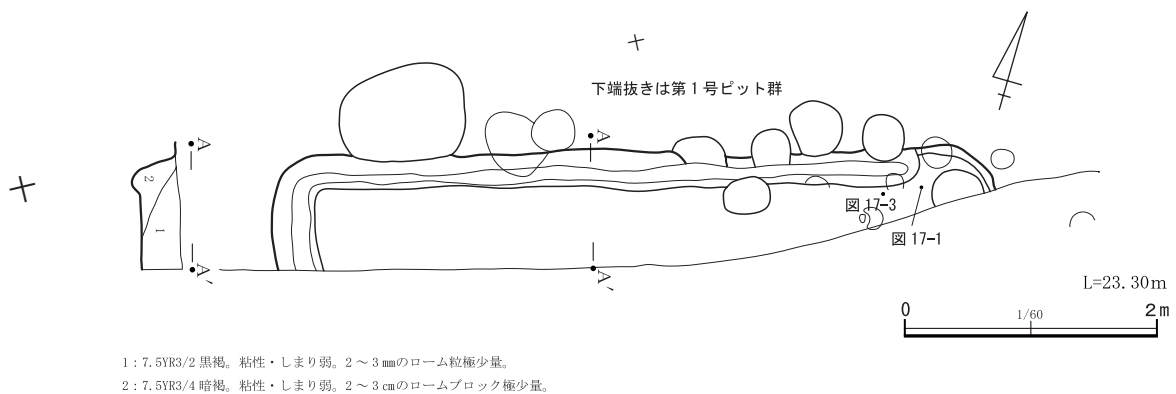 下端抜きは第1号ピット群
A
A
2
1
A'
A'
図 17-3
図 17-1
L=23.30m
0
1/60
2m
1：7.5YR3/2 黒褐。粘性・しまり弱。2～3㎜のローム粒極少量。
2：7.5YR3/4 暗褐。粘性・しまり弱。2～3㎝のロームブロック極少量。